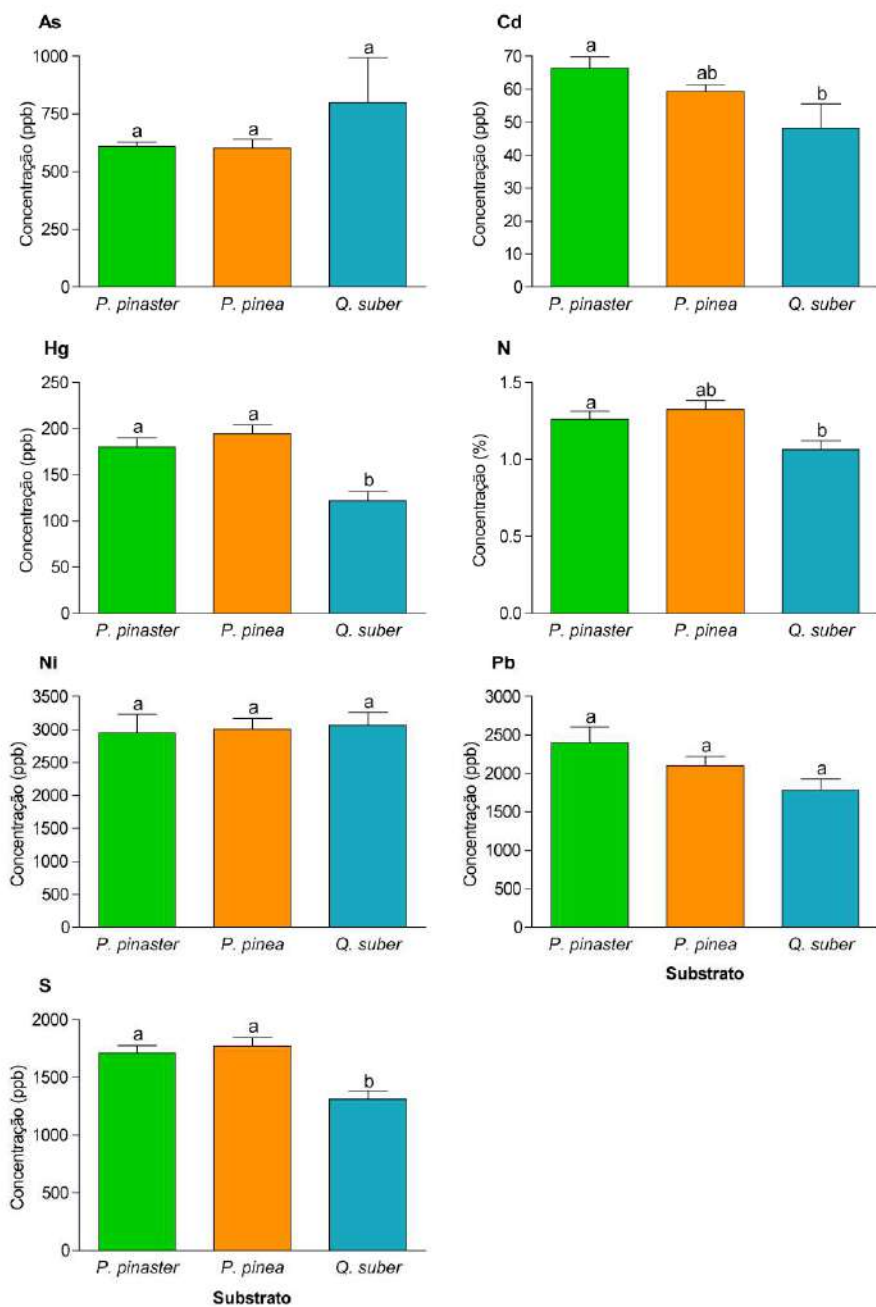 As
Concentração (ppb)
1000
750
500
250
0
a
a
a
P. pinaster
P. pinea
Q. suber
Cd
Concentração (ppb)
70
60
50
40
30
20
10
0
a
ab
b
P. pinaster
P. pinea
Q. suber
Hg
Concentração (ppb)
250
200
150
100
50
0
a
a
b
P. pinaster
P. pinea
Q. suber
N
Concentração (%)
1.5
1.0
0.5
0.0
a
ab
b
P. pinaster
P. pinea
Q. suber
Ni
Concentração (ppb)
3500
3000
2500
2000
1500
1000
500
0
a
a
a
P. pinaster
P. pinea
Q. suber
Pb
Concentração (ppb)
3000
2500
2000
1500
1000
500
0
a
a
a
P. pinaster
P. pinea
Q. suber
Substrato
S
Concentração (ppb)
2000
1500
1000
500
0
a
a
b
P. pinaster
P. pinea
Q. suber
Substrato